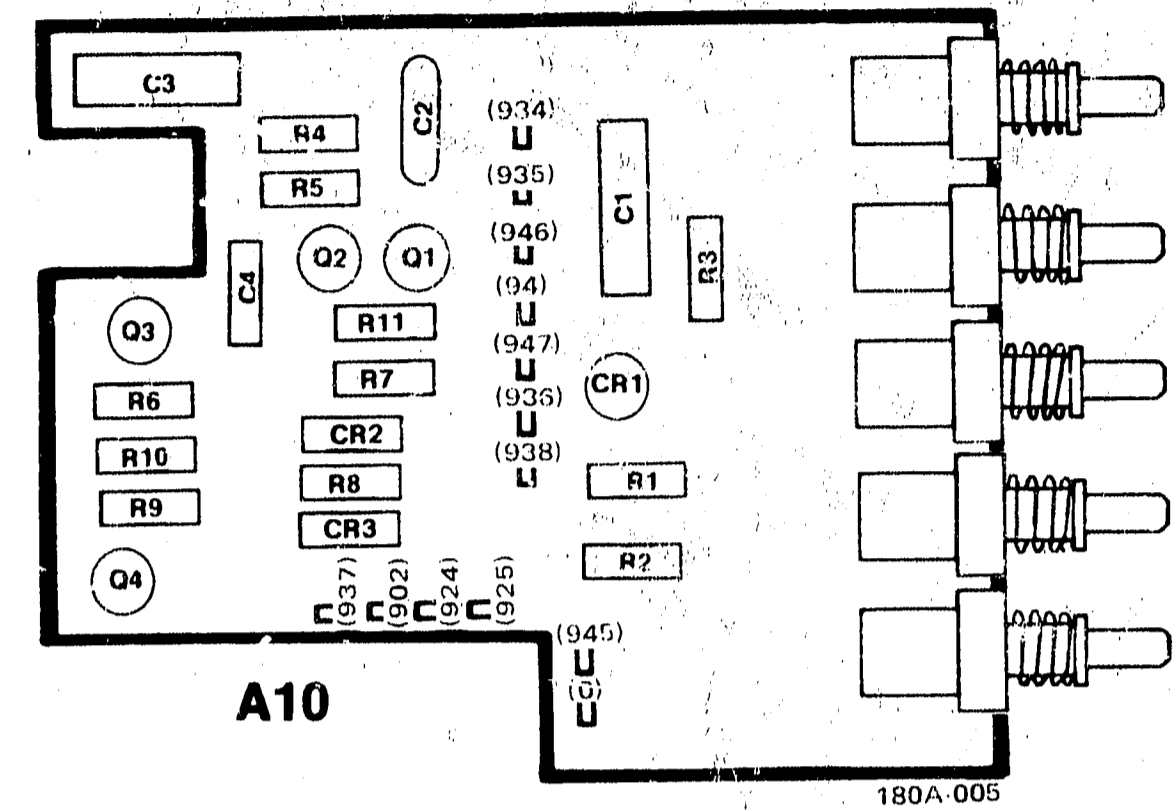 C3
C2
(934)
R4
(935)
R5
C1
(946)
Q2
Q1
R3
C4
(94)
Q3
R11
(947)
R7
CR1
(936)
R6
CR2
(938)
R10
R8
R1
R9
CR3
R2
Q4
(937)
(902)
(924)
(925)
(945)
A10
180A-005